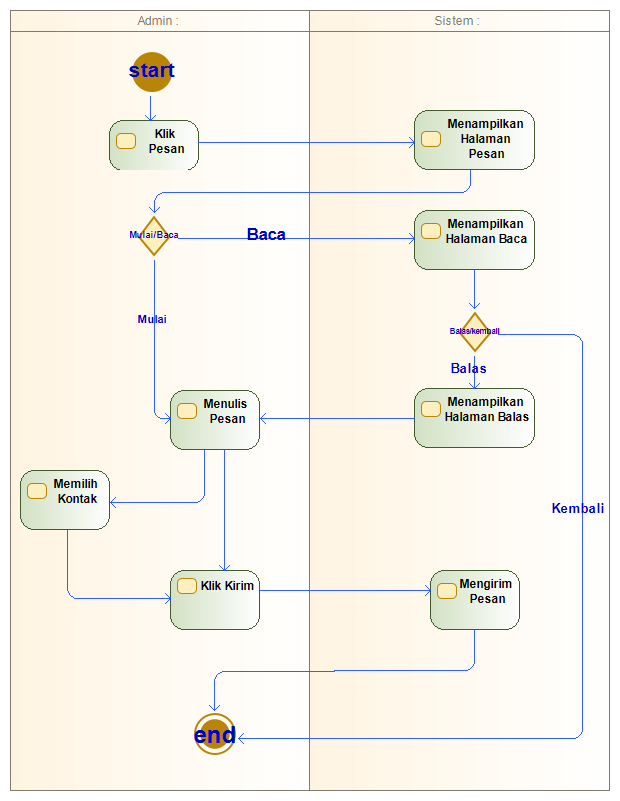 Admin :
Sistem :
start
Klik
Pesan
Menampilkan
Halaman
Pesan
Mulai/Baca
Baca
Menampilkan
Halaman Baca
Mulai
Balas/kembali
Balas
Menulis
Pesan
Menampilkan
Halaman Balas
Memilih
Kontak
Kembali
Klik Kirim
Mengirim
Pesan
end